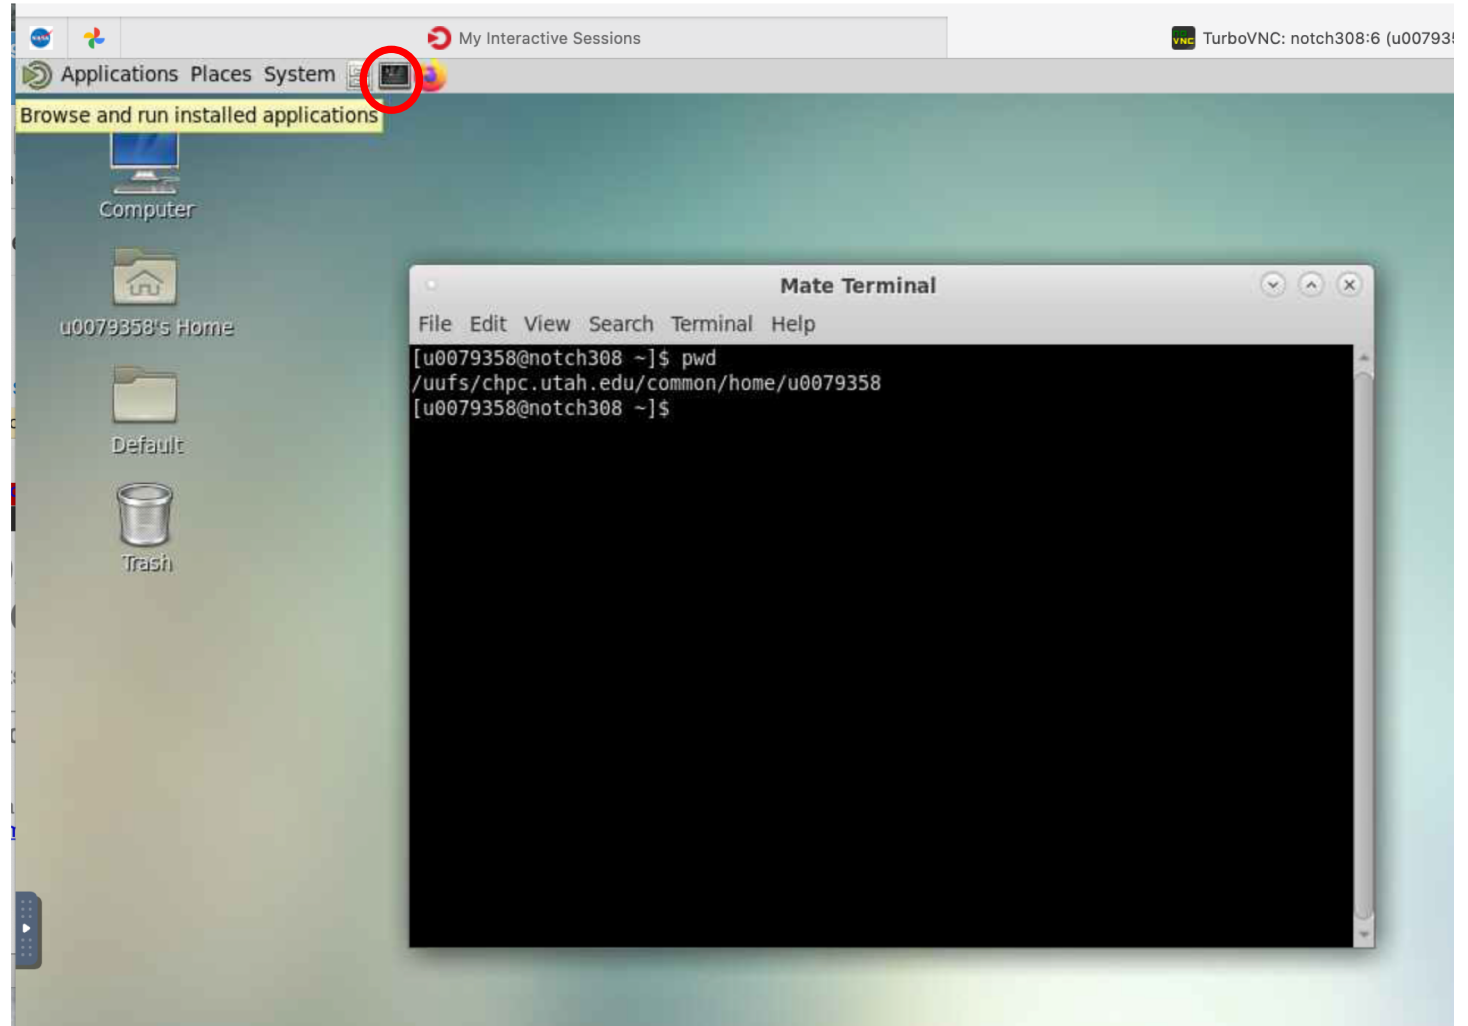 My Interactive Sessions
TurboVNC: notch308:6 (u00793
Applications Places System
Browse and run installed applications
Computer
u0079358's Home
Default
Trash
Mate Terminal
File Edit View Search Terminal Help
[u0079358@notch308 ~]$ pwd
/uufs/chpc.utah.edu/common/home/u0079358
[u0079358@notch308 ~]$